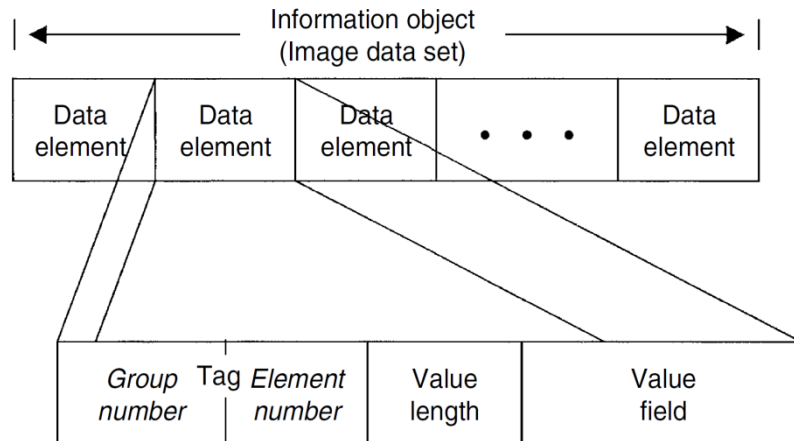 Information object
(Image data set)
Data element
Data element
Data element
• • •
Data element
Group number
Tag
Element number
Value length
Value field